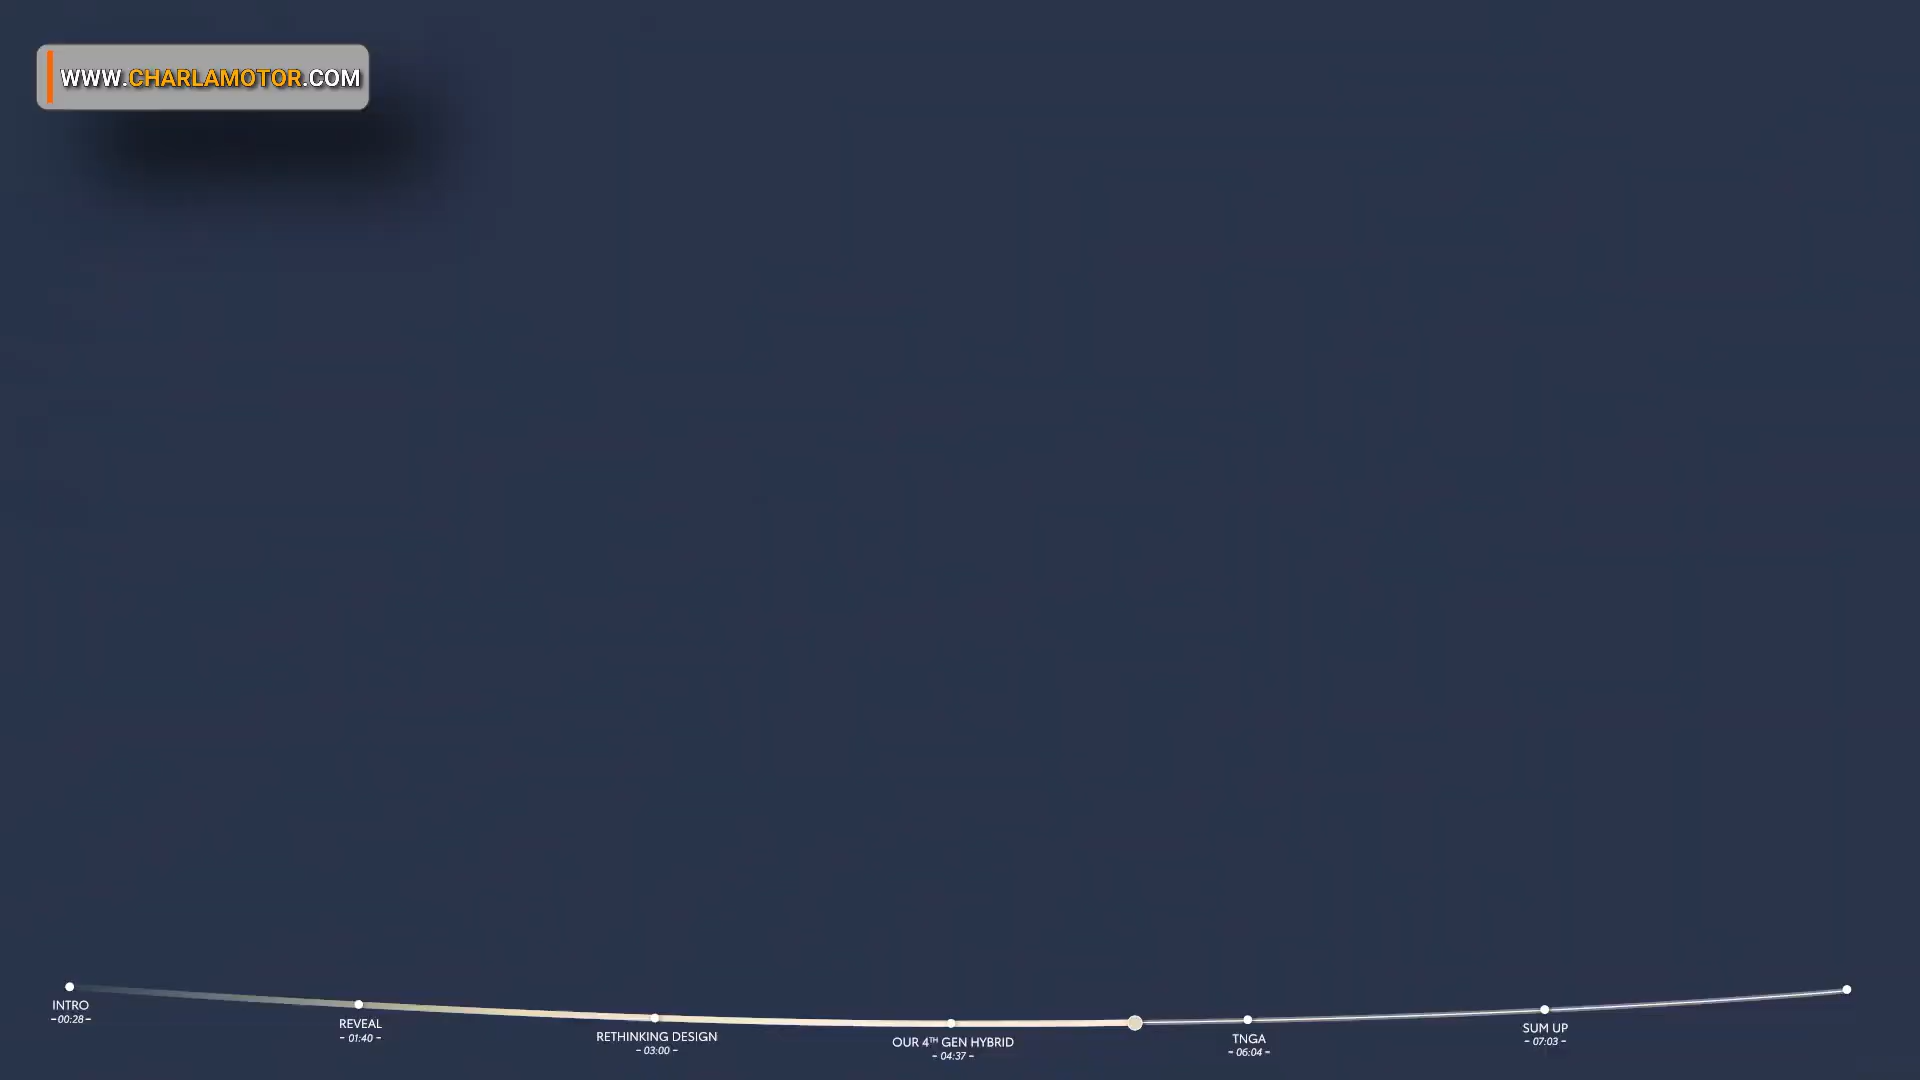 WWW.CHARLAMOTOR.COM
INTRO
– 00:28 –
REVEAL
– 01:40 –
RETHINKING DESIGN
– 03:00 –
OUR 4TH GEN HYBRID
– 04:37 –
TNGA
– 06:04 –
SUM UP
– 07:03 –